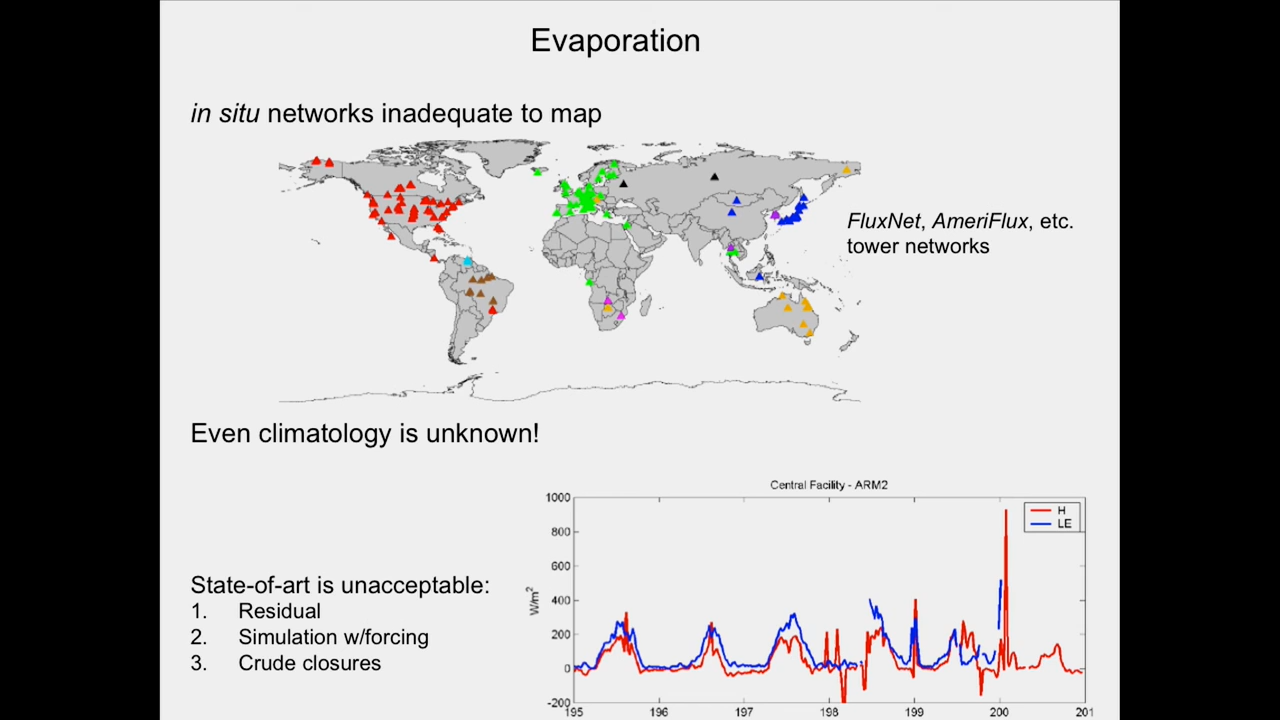 Evaporation
in situ networks inadequate to map
FluxNet, AmeriFlux, etc.
tower networks
Even climatology is unknown!
State-of-art is unacceptable:
1. Residual
2. Simulation w/forcing
3. Crude closures
Central Facility - ARM2
W/m²
1000
800
600
400
200
0
-200
195 196 197 198 199 200 201
H
LE